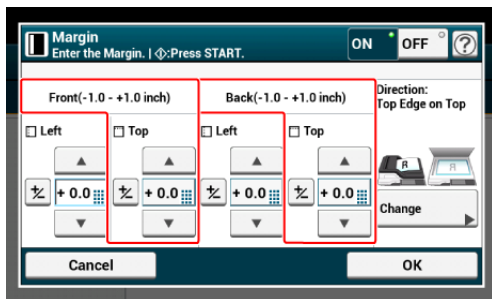 Margin
Enter the Margin. | :Press START.
ON
OFF
?
Front(-1.0 - +1.0 inch)
Back(-1.0 - +1.0 inch)
Direction:
Top Edge on Top
Left
Top
Left
Top
+ 0.0
+ 0.0
+ 0.0
+ 0.0
R
R
Change
Cancel
OK